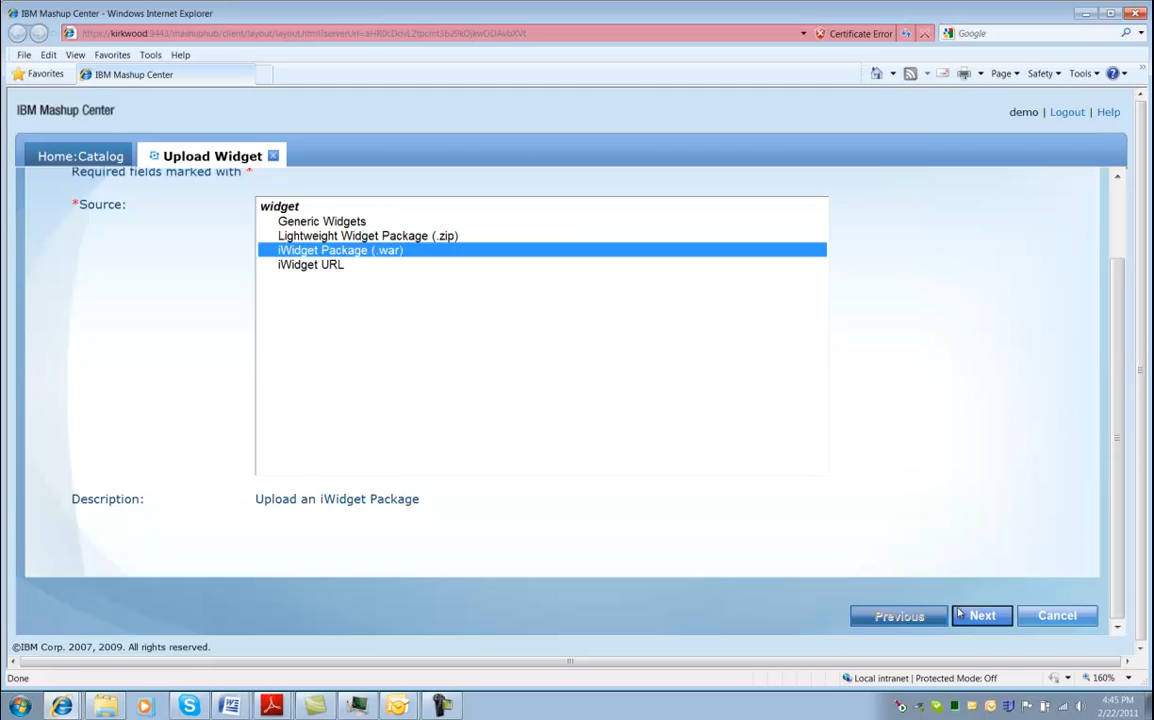 IBM Mashup Center - Windows Internet Explorer
Certificate Error
Google
File Edit View Favorites Tools Help
Favorites IBM Mashup Center Page Safety Tools
IBM Mashup Center
demo | Logout | Help
Home:Catalog Upload Widget
Required fields marked with *
*Source:
widget
Generic Widgets
Lightweight Widget Package (.zip)
iWidget Package (.war)
iWidget URL
Description: Upload an iWidget Package
Previous Next Cancel
©IBM Corp. 2007, 2009. All rights reserved.
Done Local intranet | Protected Mode: Off 160%
4:45 PM
2/22/2011